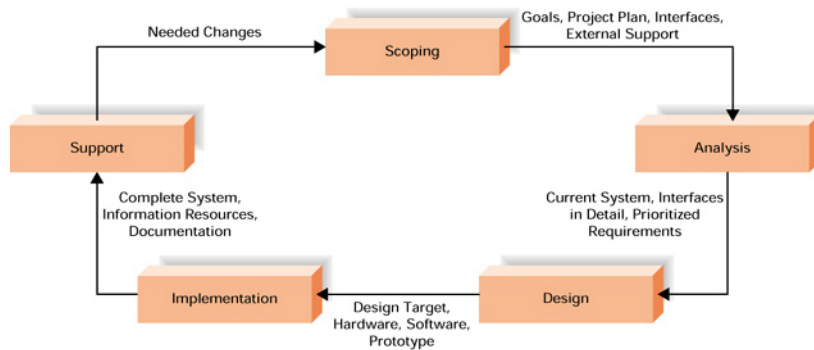 Needed Changes
Scoping
Goals, Project Plan, Interfaces,
External Support
Support
Analysis
Complete System,
Information Resources,
Documentation
Current System, Interfaces
in Detail, Prioritized
Requirements
Implementation
Design Target,
Hardware, Software,
Prototype
Design